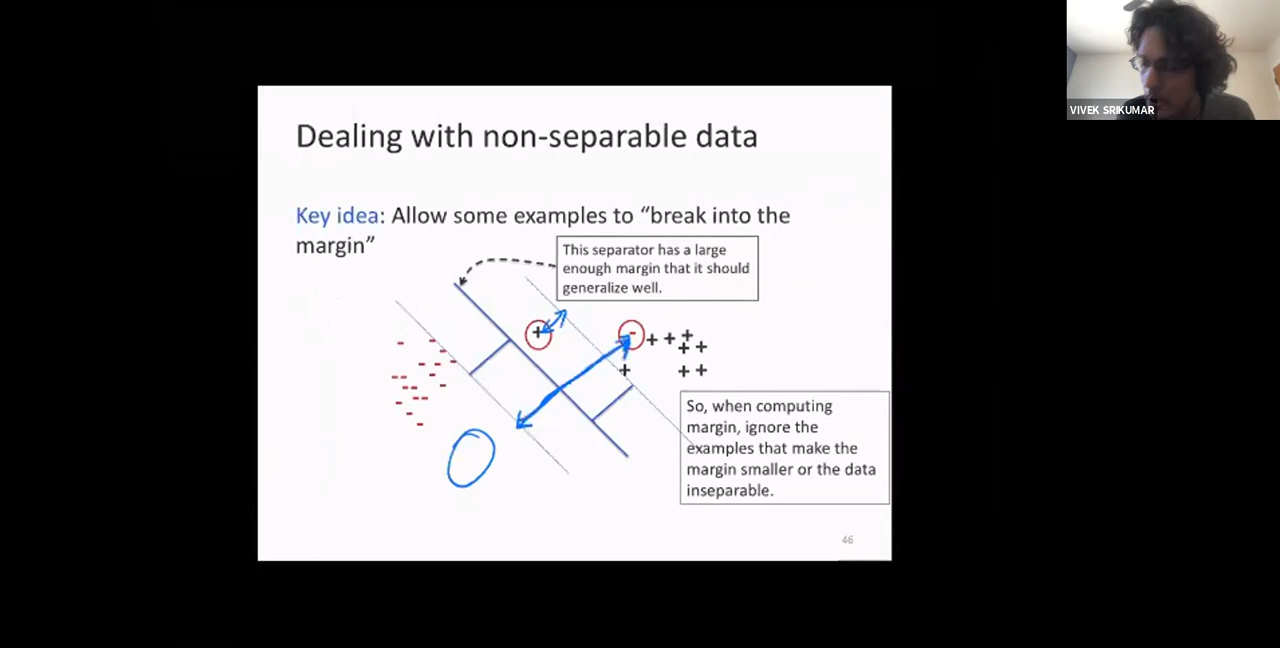 VIVEK SRIKUMAR
Dealing with non-separable data
Key idea: Allow some examples to “break into the
margin”
This separator has a large
enough margin that it should
generalize well.
So, when computing
margin, ignore the
examples that make the
margin smaller or the data
inseparable.
46